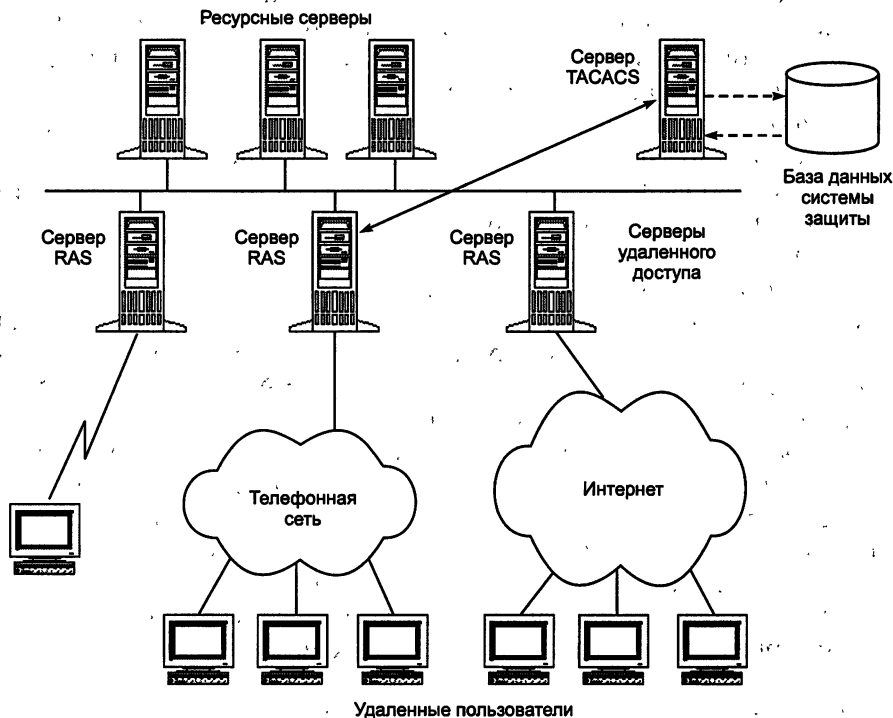 Ресурсные серверы
Сервер
TACACS
База данных
системы
защиты
Сервер
RAS
Сервер
RAS
Сервер
RAS
Серверы
удаленного
доступа
Телефонная
сеть
Интернет
Удаленные пользователи